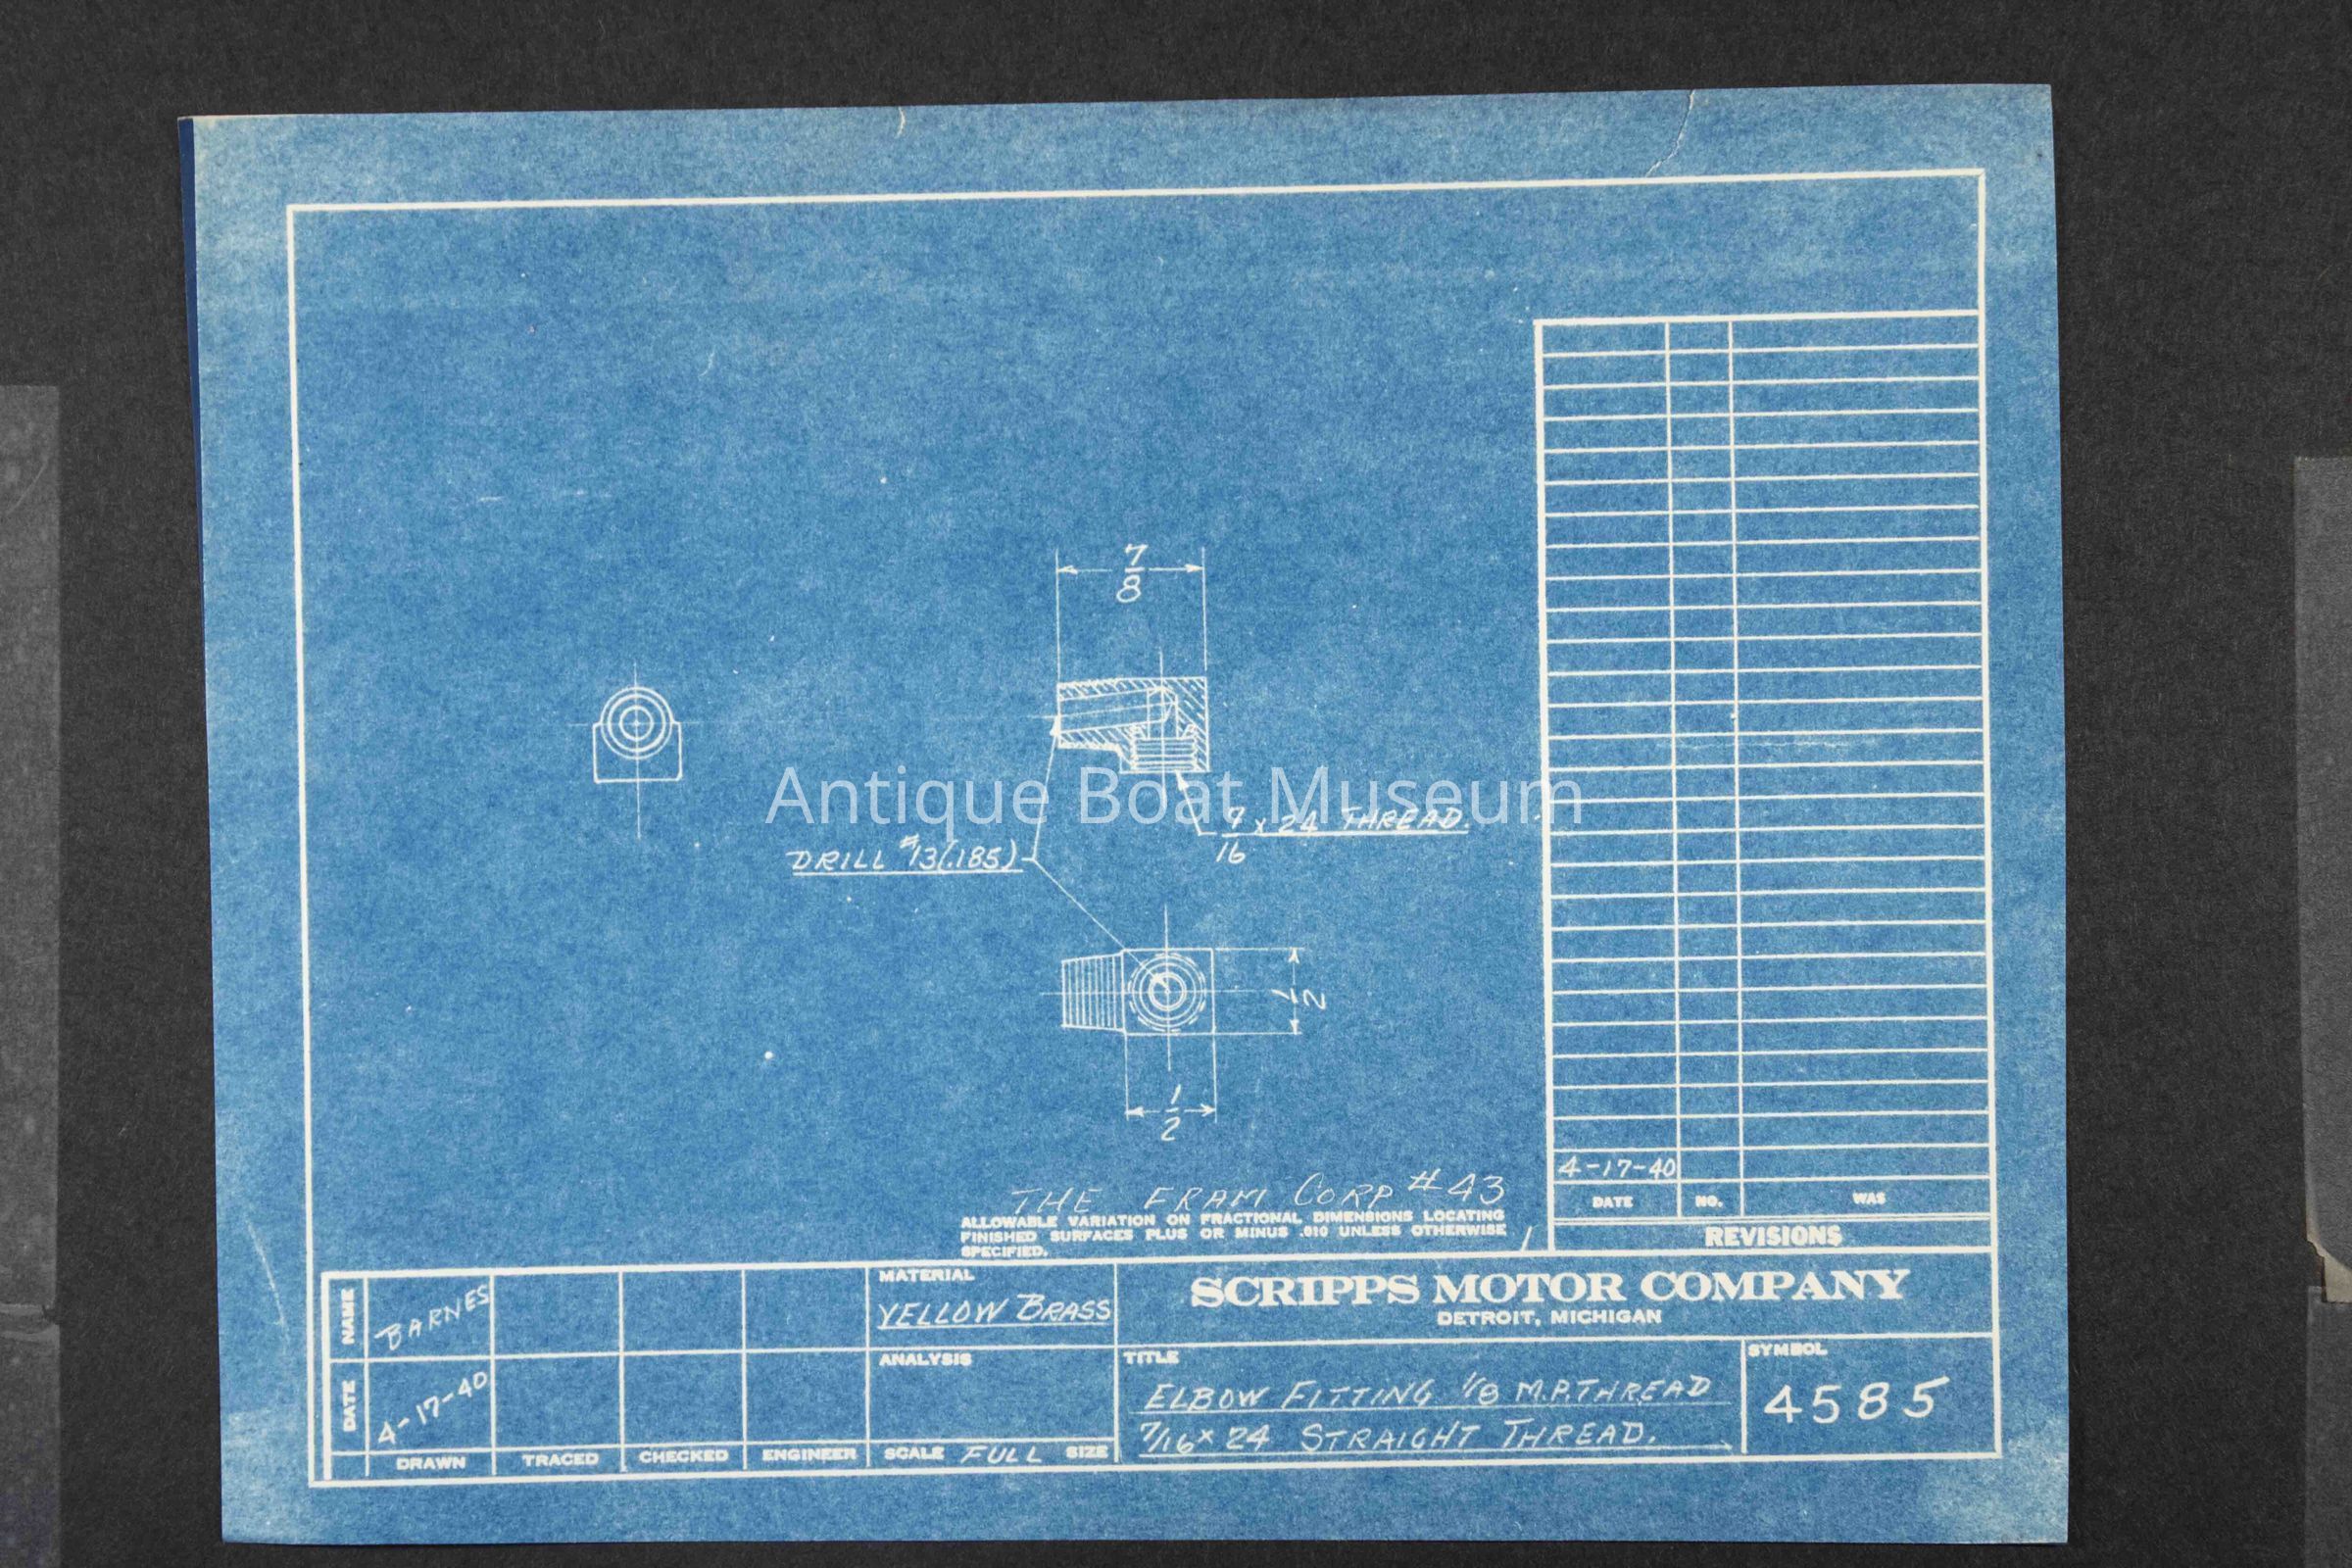 7
8
Antique Boat Museum
7 x 24 THREAD.
16
DRILL #13(.185)
1
2
1
2
THE FRAM CORP #43
ALLOWABLE VARIATION ON FRACTIONAL DIMENSIONS LOCATING
FINISHED SURFACES PLUS OR MINUS .010 UNLESS OTHERWISE
SPECIFIED.
4-17-40
DATE NO. WAS
REVISIONS
NAME BARNES
DATE 4-17-40
DRAWN TRACED CHECKED ENGINEER
MATERIAL
YELLOW BRASS
ANALYSIS
SCALE FULL SIZE
SCRIPPS MOTOR COMPANY
DETROIT, MICHIGAN
TITLE
ELBOW FITTING 1/8 M.P. THREAD
7/16 x 24 STRAIGHT THREAD.
SYMBOL
4585